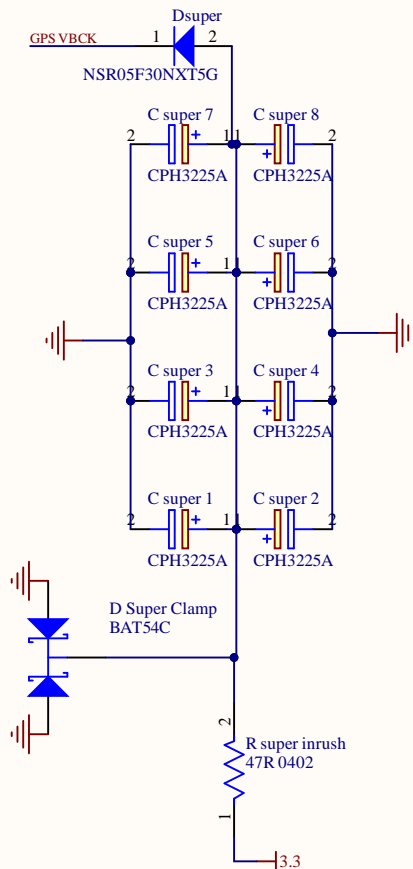 Dsuper
GPS VBCK
1 2
NSR05F30NXT5G
C super 7 C super 8
2 1 1 2
CPH3225A CPH3225A
C super 5 C super 6
2 1 1 2
CPH3225A CPH3225A
C super 3 C super 4
2 1 1 2
CPH3225A CPH3225A
C super 1 C super 2
2 1 1 2
CPH3225A CPH3225A
D Super Clamp
BAT54C
2
R super inrush
47R 0402
1
3.3